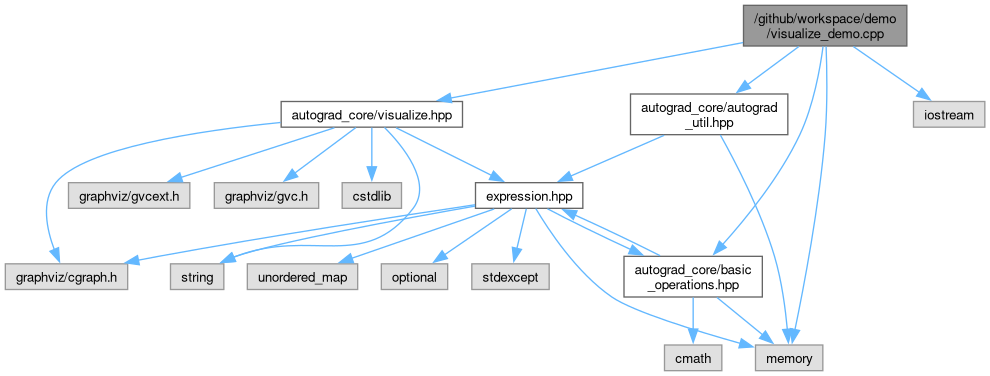 /github/workspace/demo
/visualize_demo.cpp
autograd_core/visualize.hpp
autograd_core/autograd
_util.hpp
iostream
graphviz/gvcext.h
graphviz/gvc.h
cstdlib
expression.hpp
graphviz/cgraph.h
string
unordered_map
optional
stdexcept
autograd_core/basic
_operations.hpp
cmath
memory